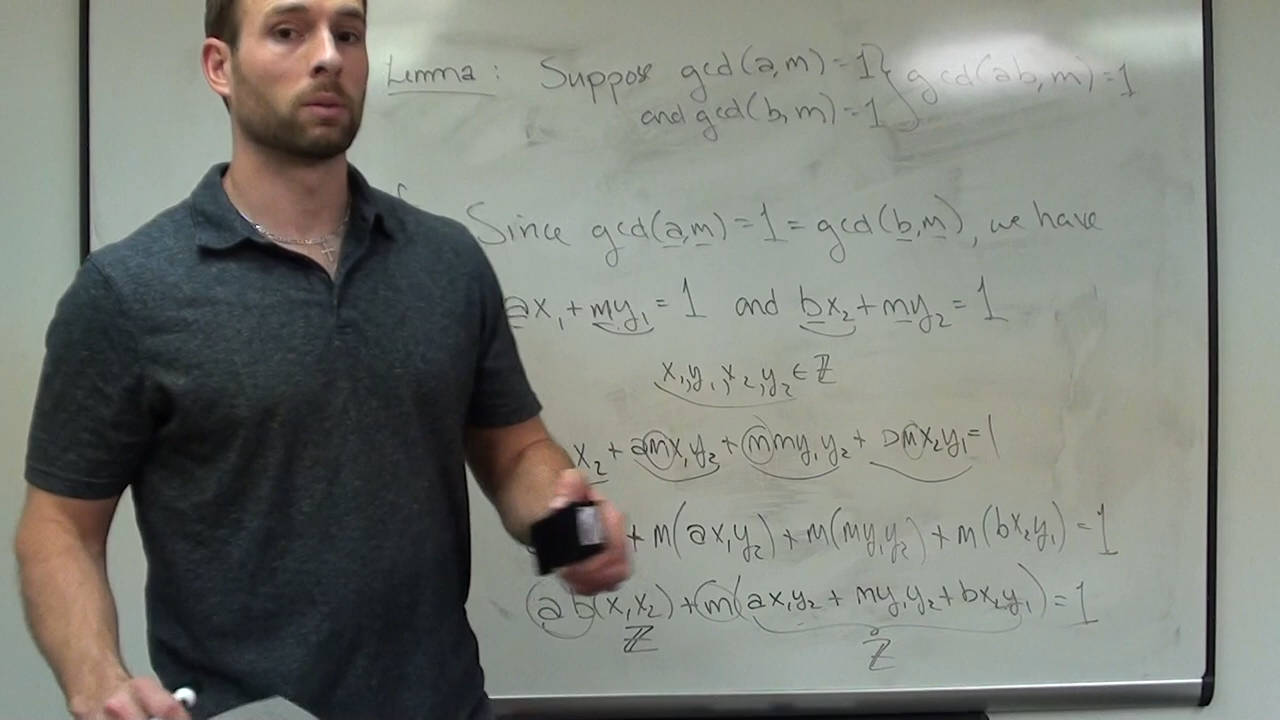 Lemma : Suppose gcd(a,m) = 1 } gcd(ab,m) = 1
and gcd(b,m) = 1
Since gcd(a,m) = 1 = gcd(b,m), we have
ax₁ + my₁ = 1 and bx₂ + my₂ = 1
x₁,y₁,x₂,y₂ ∈ ℤ
x₂ + amx₁y₂ + mmy₁y₂ + bmx₂y₁ = 1
+ m(ax₁y₂) + m(my₁y₂) + m(bx₂y₁) = 1
ab(x₁x₂) + m(ax₁y₂ + my₁y₂ + bx₂y₁) = 1
ℤ ℤ